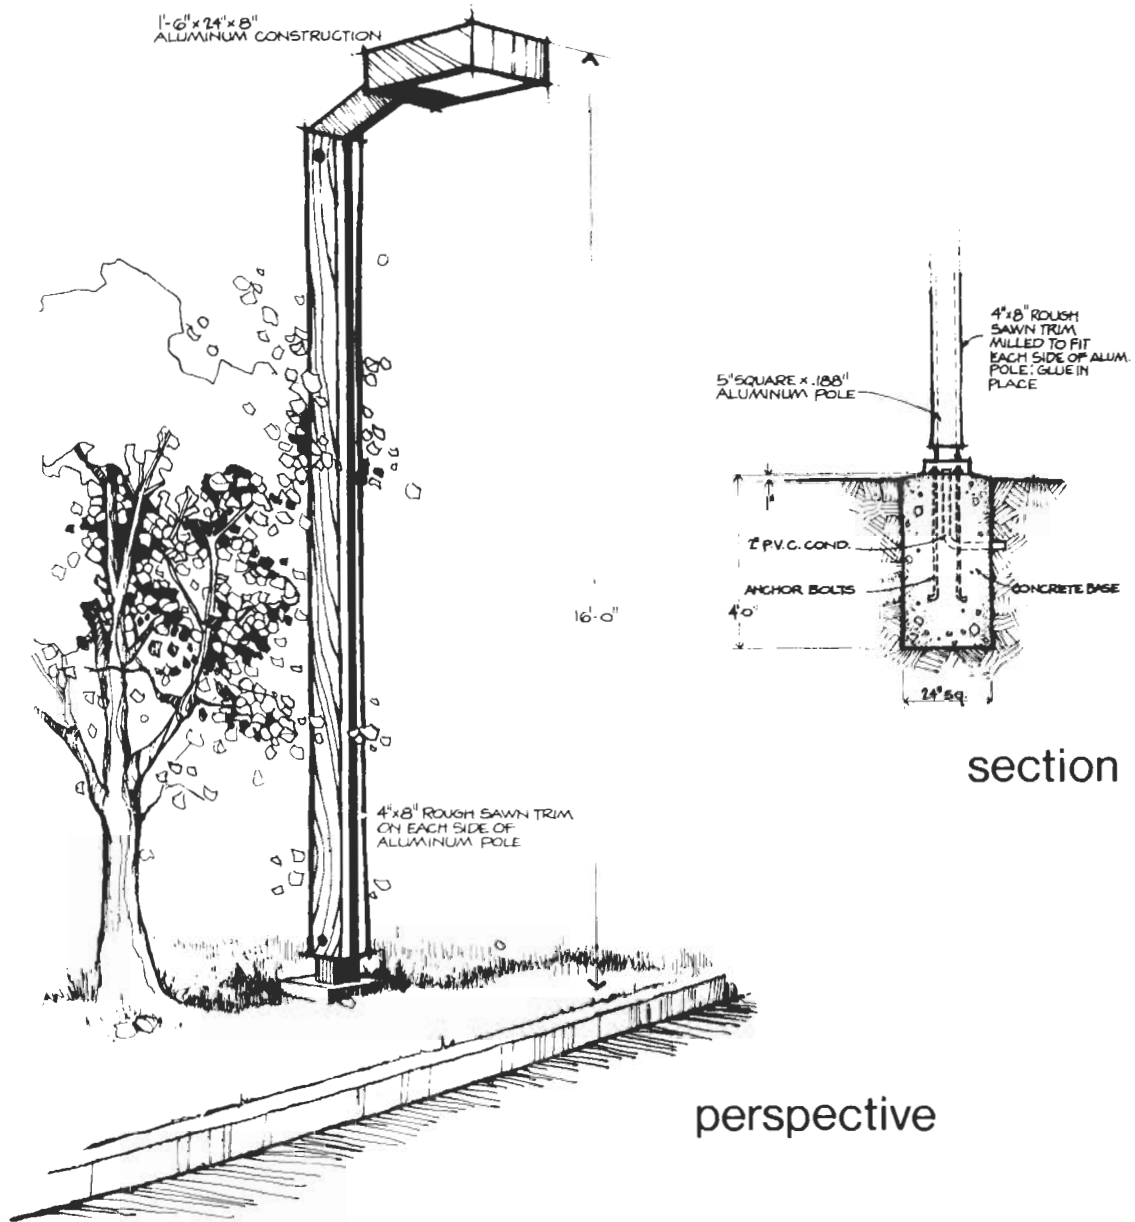 1'-6"x24"x8"
ALUMINUM CONSTRUCTION
4"x8" ROUGH
SAWN TRIM
MILLED TO FIT
EACH SIDE OF ALUM.
POLE: GLUE IN
PLACE
5" SQUARE x .188"
ALUMINUM POLE
2" P.V.C. COND.
ANCHOR BOLTS
CONCRETE BASE
4'0"
16'-0"
24" SQ.
section
4"x8" ROUGH SAWN TRIM
ON EACH SIDE OF
ALUMINUM POLE
perspective